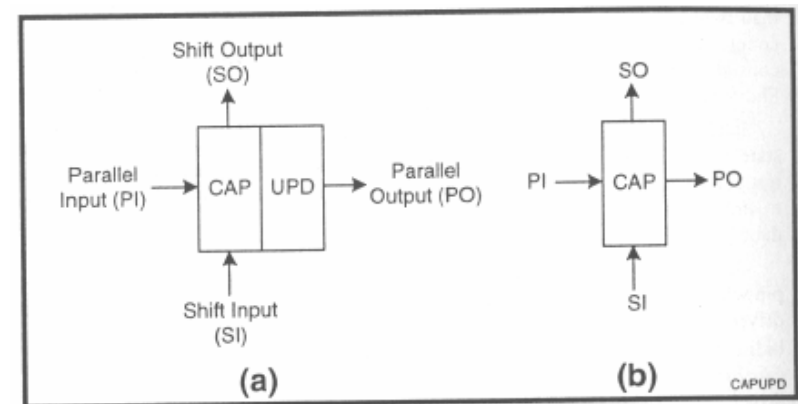 Shift Output
(SO)
Parallel
Input (PI)
CAP
UPD
Parallel
Output (PO)
Shift Input
(SI)
(a)
SO
PI
CAP
PO
SI
(b)
CAPUPD